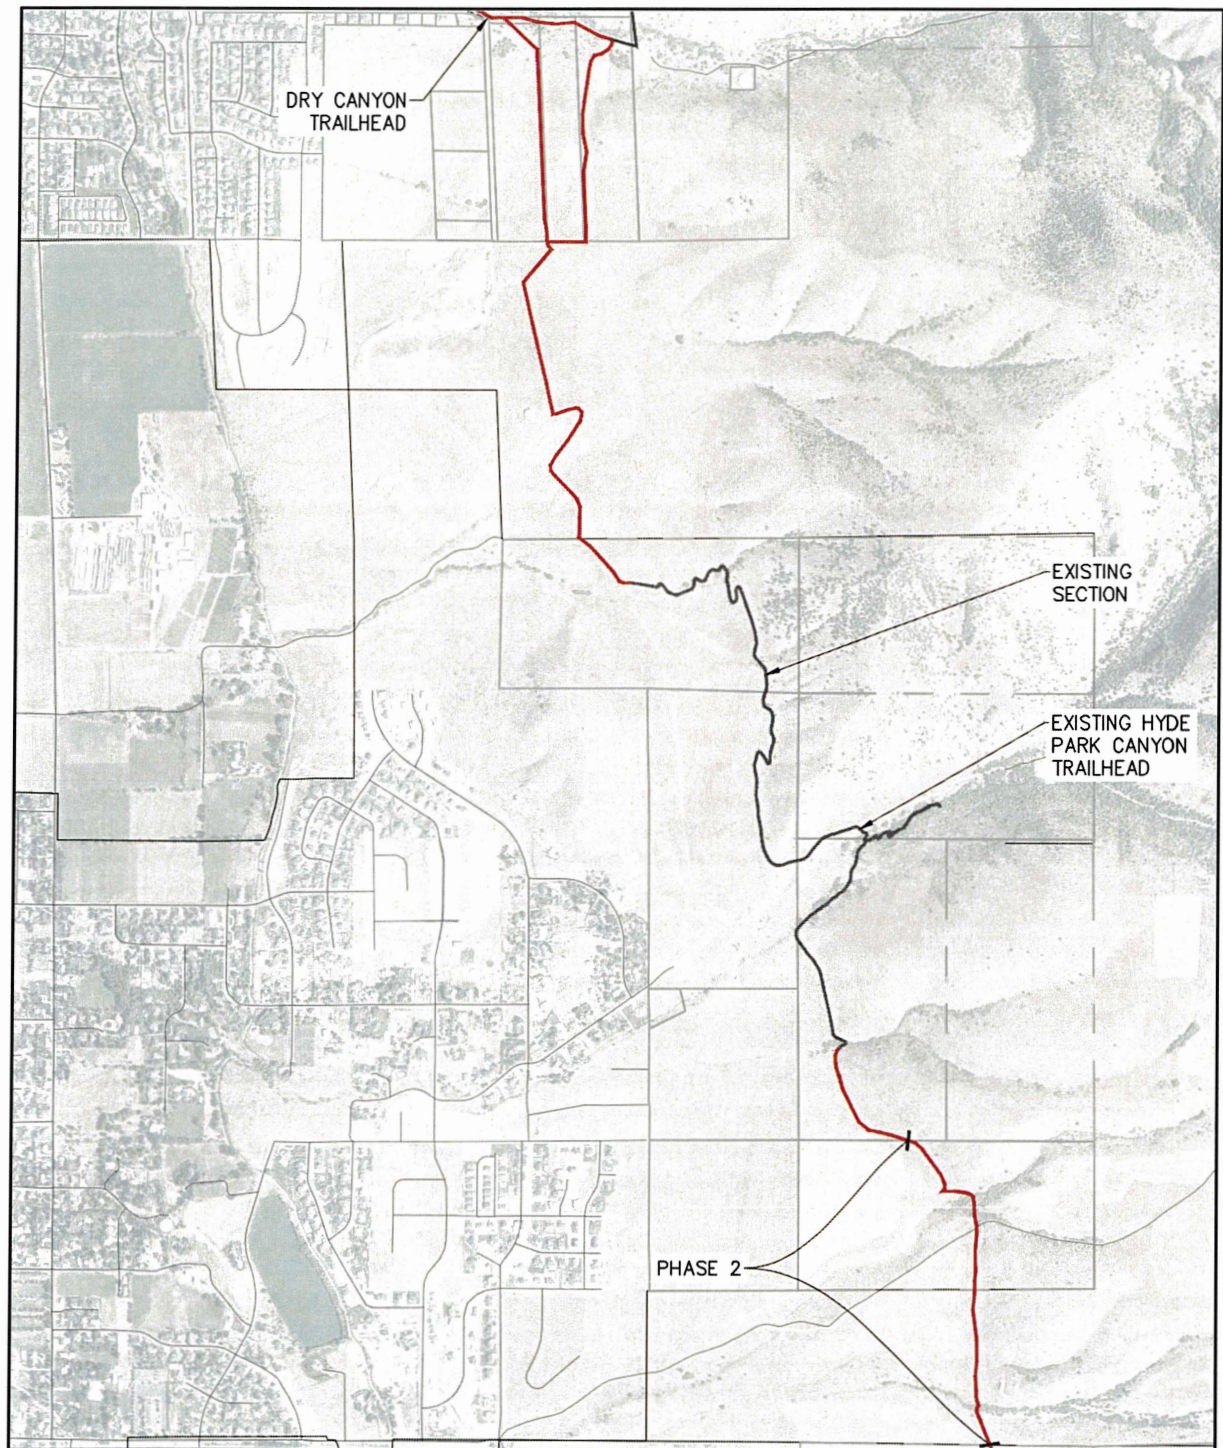 DRY CANYON
TRAILHEAD
EXISTING
SECTION
EXISTING HYDE
PARK CANYON
TRAILHEAD
PHASE 2